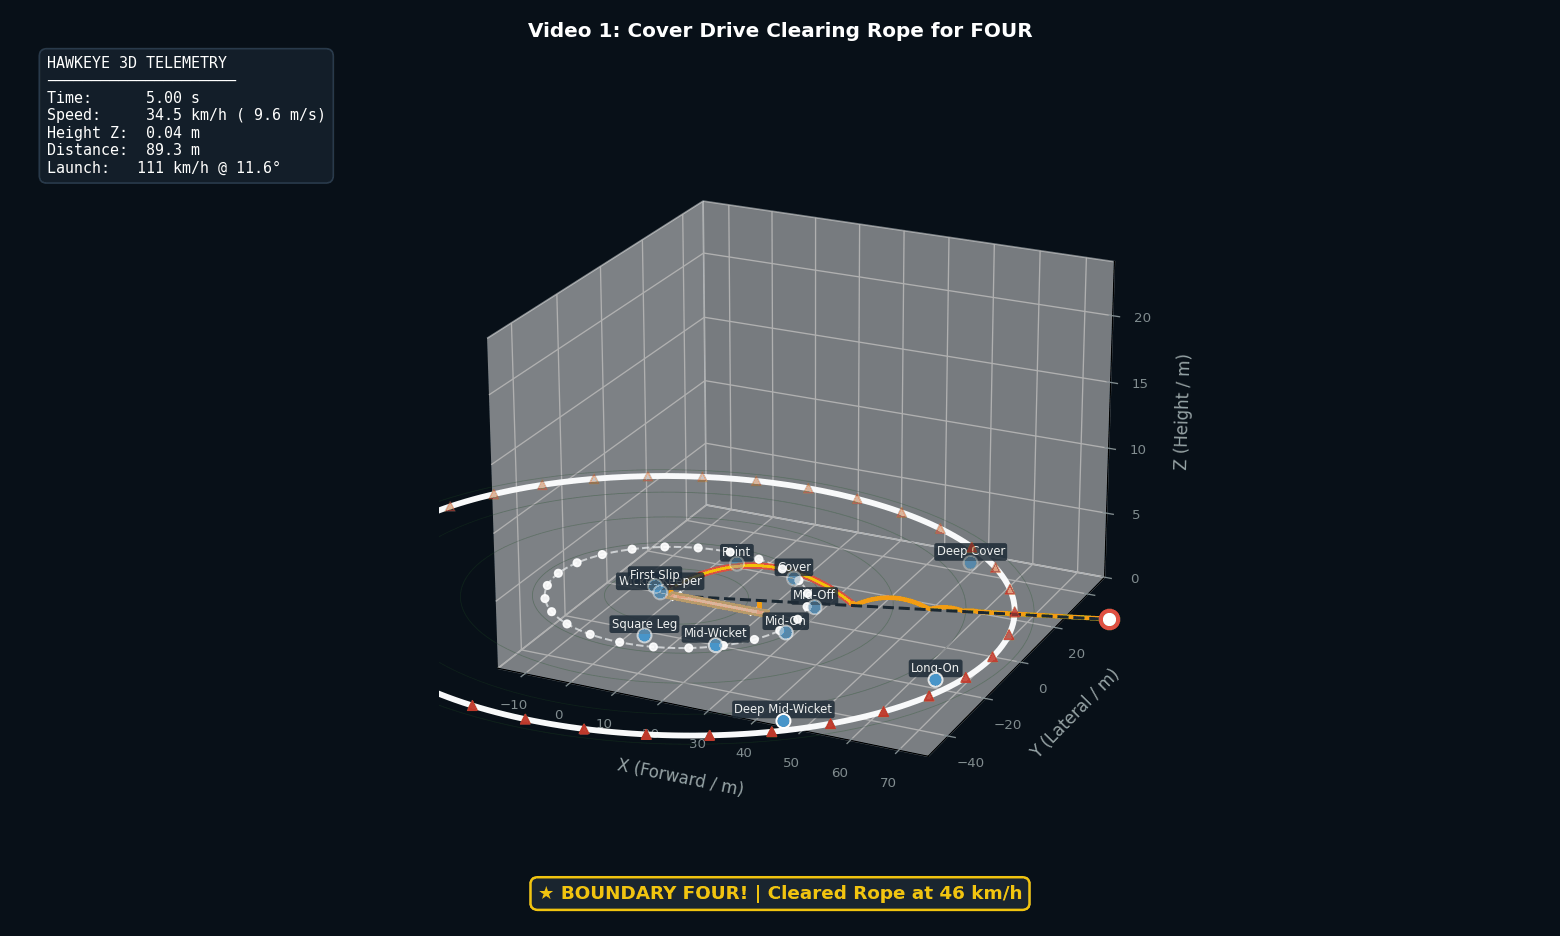 Video 1: Cover Drive Clearing Rope for FOUR
HAWKEYE 3D TELEMETRY
Time: 5.00 s
Speed: 34.5 km/h ( 9.6 m/s)
Height Z: 0.04 m
Distance: 89.3 m
Launch: 111 km/h @ 11.6°
20
15
10
5
0
Z (Height / m)
Point
Deep Cover
Cover
First Slip
Mid-Off
Square Leg
Mid-Wicket
Long-On
Deep Mid-Wicket
20
0
−20
−40
Y (Lateral / m)
−10
0
10
30
40
50
60
70
X (Forward / m)
★ BOUNDARY FOUR! | Cleared Rope at 46 km/h